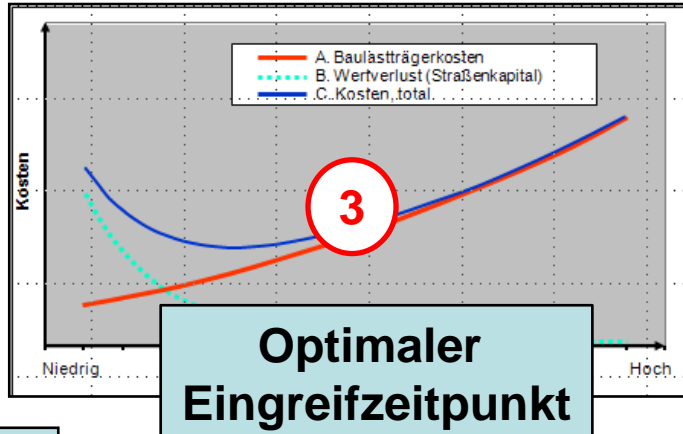 A. Baulastträgerkosten
B. Wertverlust (Straßenkapital)
C. Kosten, total
Kosten
3
Niedrig
Hoch
Optimaler
Eingreifzeitpunkt